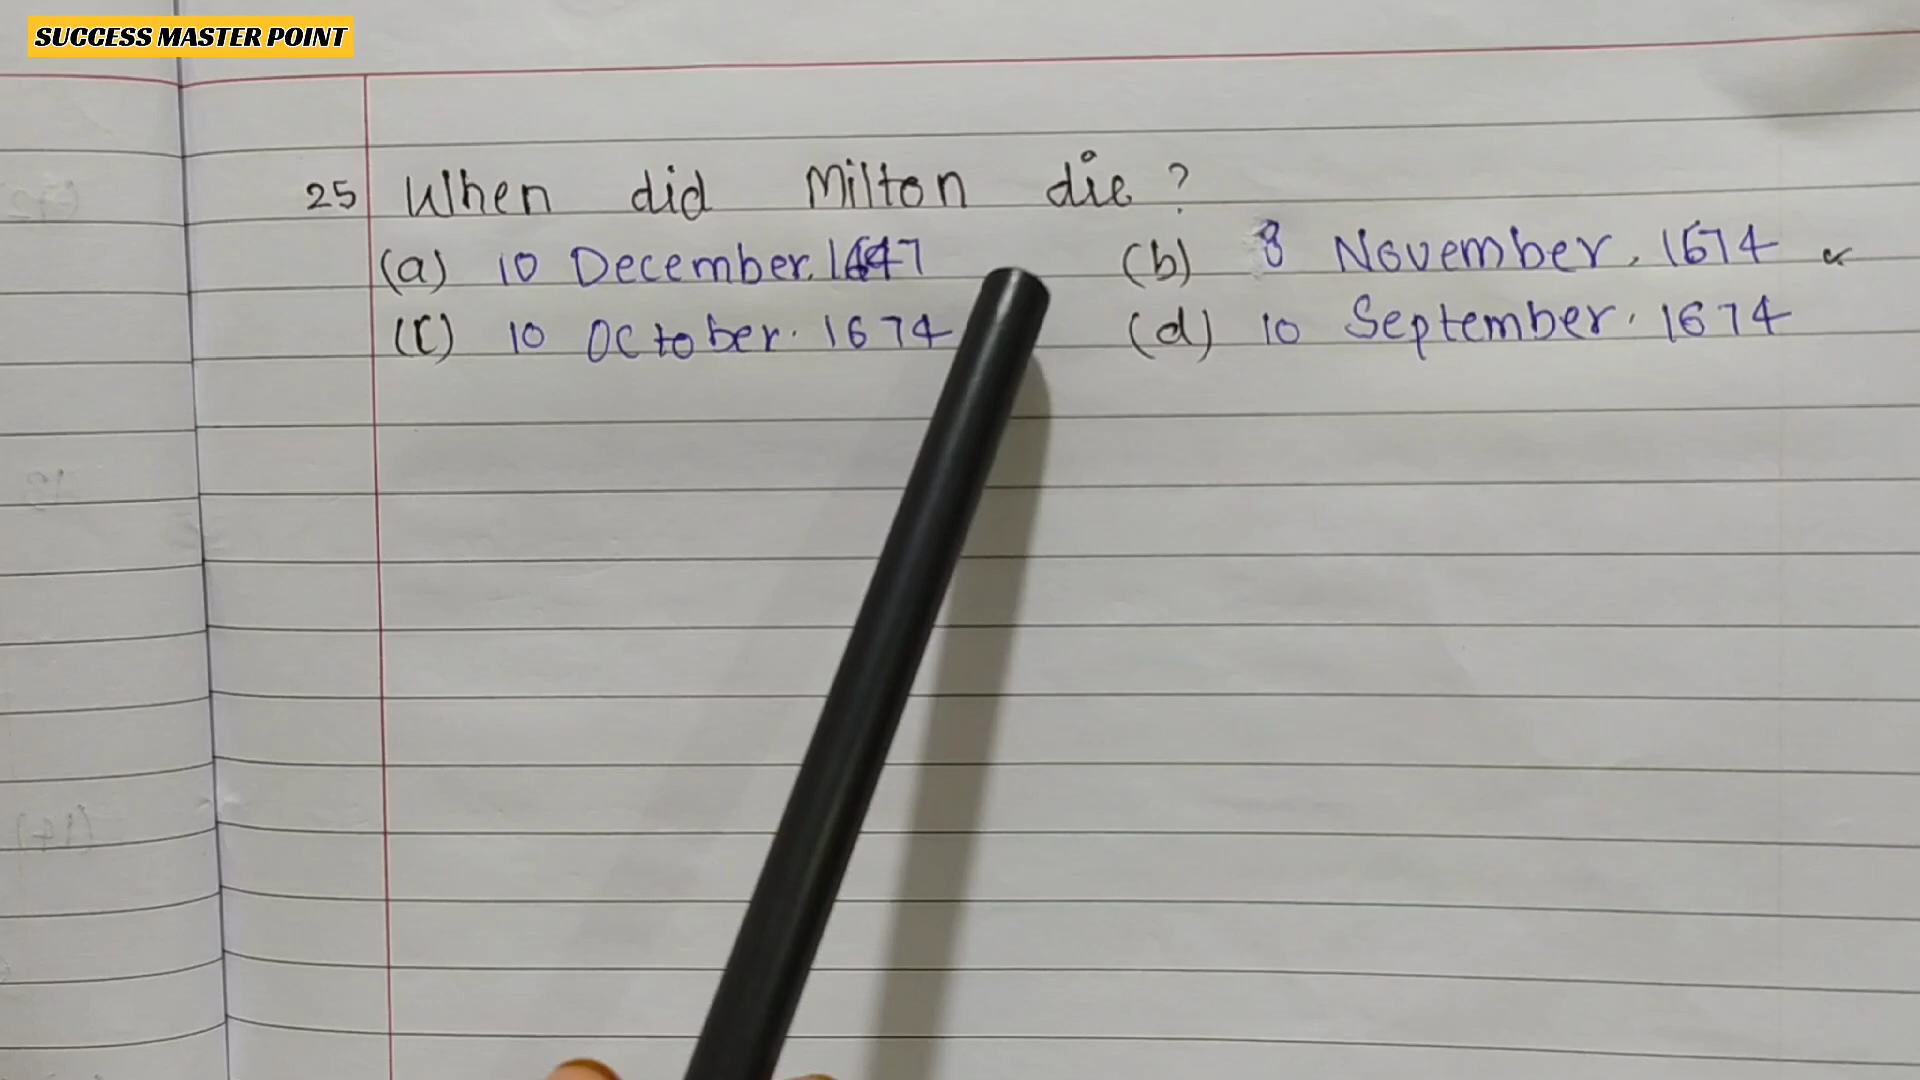 SUCCESS MASTER POINT
25 When did Milton die?
(a) 10 December. 1647 (b) 8 November. 1674
(c) 10 October. 1674 (d) 10 September. 1674